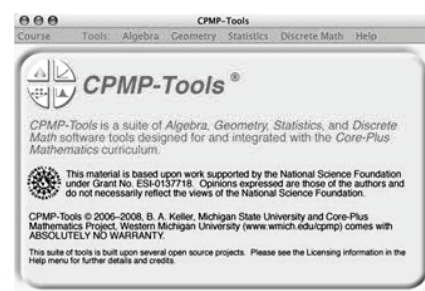 CPMP-Tools
Course Tools: Algebra Geometry Statistics Discrete Math Help
CPMP-Tools ®
CPMP-Tools is a suite of Algebra, Geometry, Statistics, and Discrete
Math software tools designed for and integrated with the Core-Plus
Mathematics curriculum.
This material is based upon work supported by the National Science Foundation
under Grant No. ESI-0137718. Opinions expressed are those of the authors and
do not necessarily reflect the views of the National Science Foundation.
CPMP-Tools © 2006-2008, B. A. Keller, Michigan State University and Core-Plus
Mathematics Project, Western Michigan University (www.wmich.edu/cpmp) comes with
ABSOLUTELY NO WARRANTY.
This suite of tools is built upon several open source projects. Please see the Licensing information in the
Help menu for further details and credits.